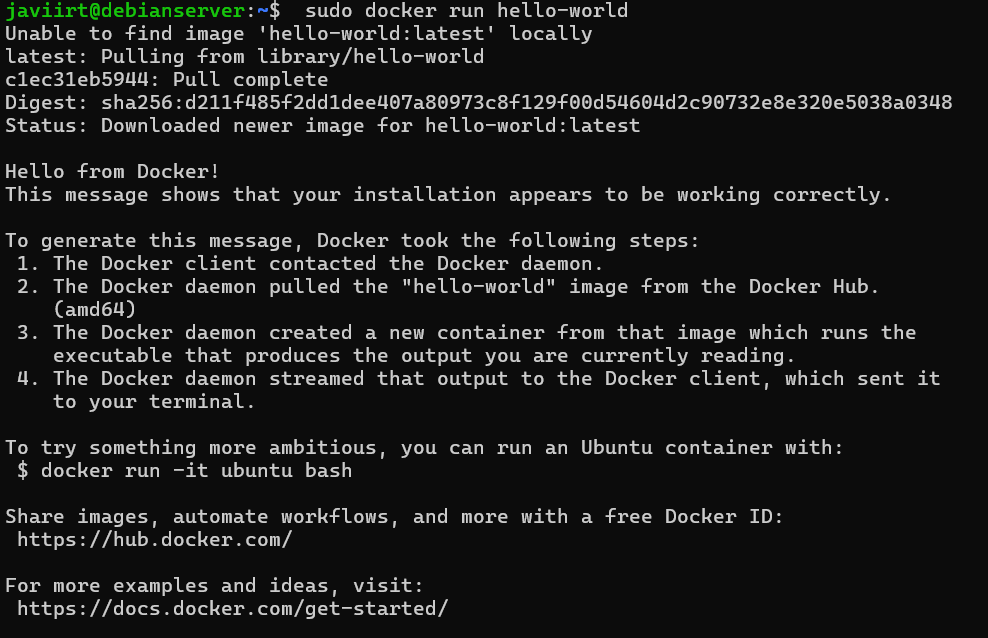 javiirt@debianserver:~$  sudo docker run hello-world
Unable to find image 'hello-world:latest' locally
latest: Pulling from library/hello-world
c1ec31eb5944: Pull complete
Digest: sha256:d211f485f2dd1dee407a80973c8f129f00d54604d2c90732e8e320e5038a0348
Status: Downloaded newer image for hello-world:latest

Hello from Docker!
This message shows that your installation appears to be working correctly.

To generate this message, Docker took the following steps:
 1. The Docker client contacted the Docker daemon.
 2. The Docker daemon pulled the "hello-world" image from the Docker Hub.
    (amd64)
 3. The Docker daemon created a new container from that image which runs the
    executable that produces the output you are currently reading.
 4. The Docker daemon streamed that output to the Docker client, which sent it
    to your terminal.

To try something more ambitious, you can run an Ubuntu container with:
 $ docker run -it ubuntu bash

Share images, automate workflows, and more with a free Docker ID:
 https://hub.docker.com/

For more examples and ideas, visit:
 https://docs.docker.com/get-started/